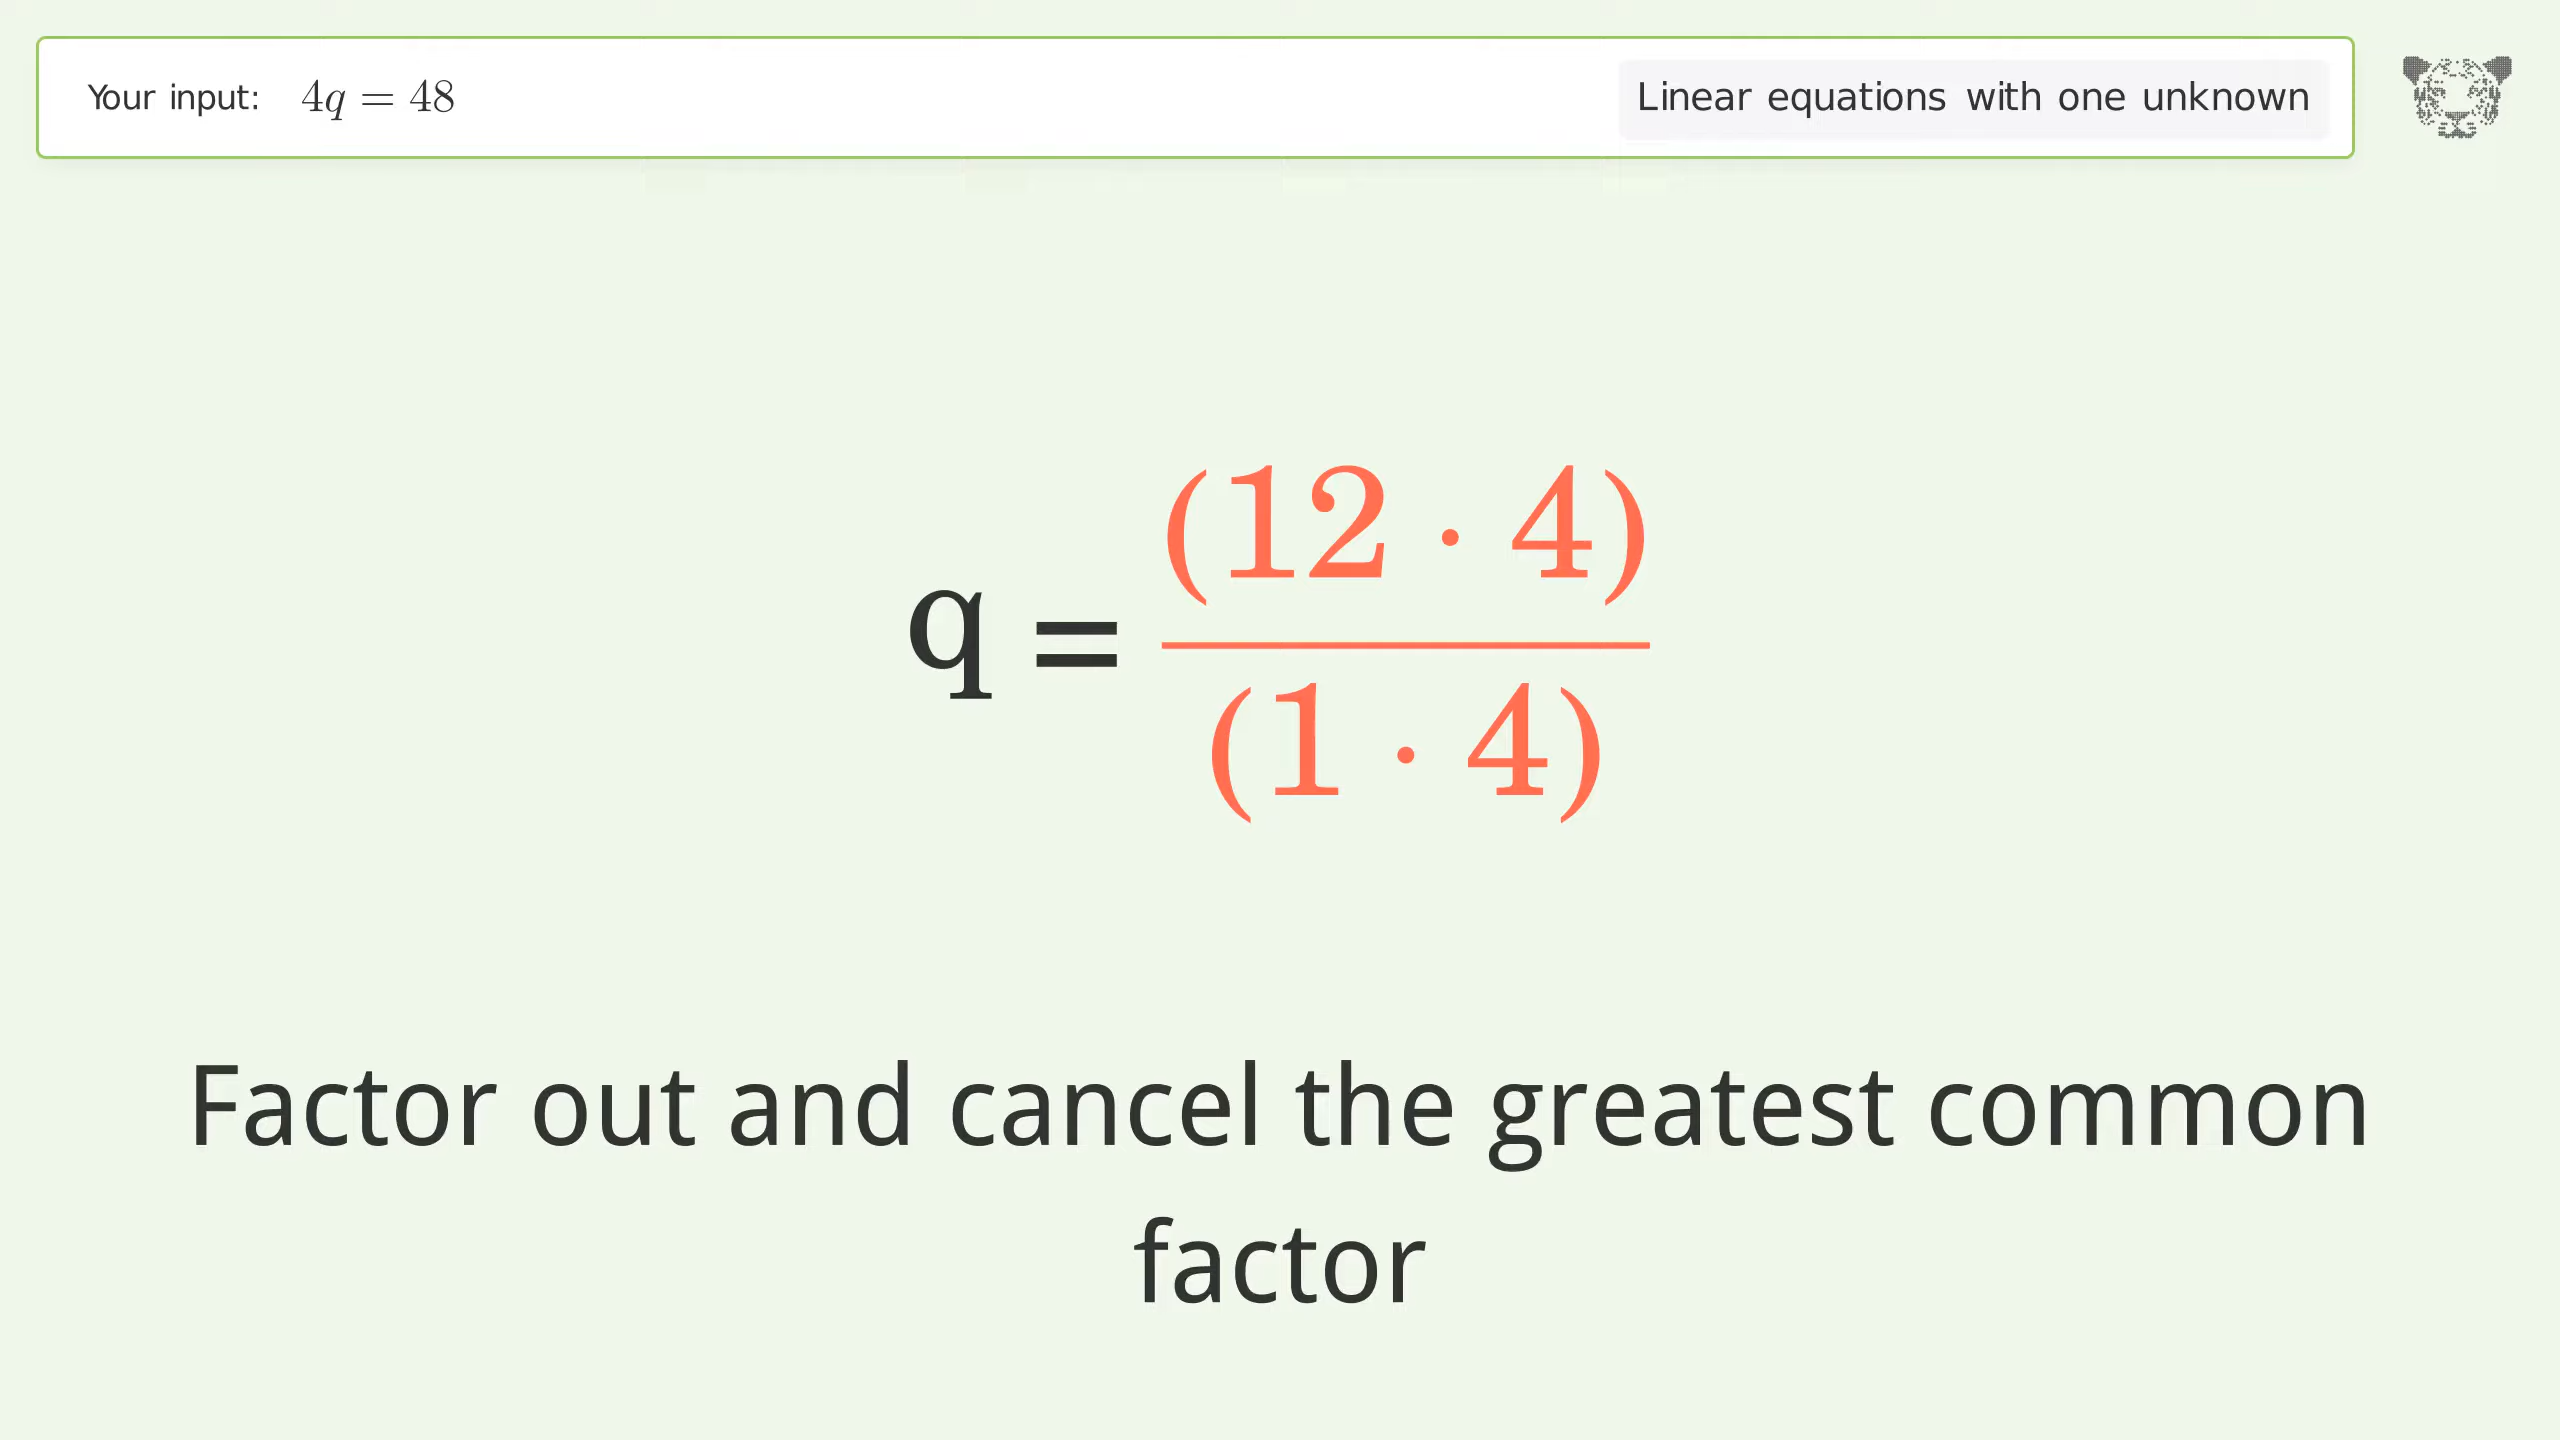 Your input: 4q = 48
Linear equations with one unknown
q = (12 · 4) / (1 · 4)
Factor out and cancel the greatest common
factor